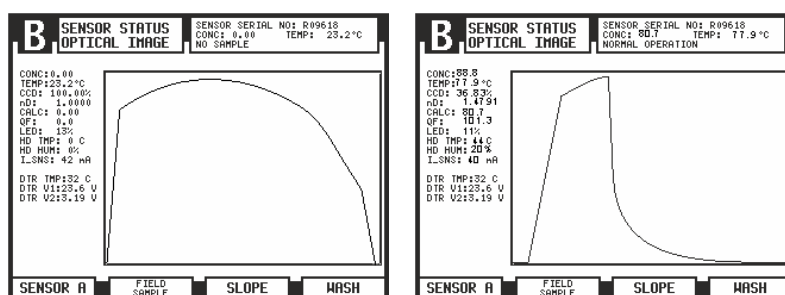 B
SENSOR STATUS
OPTICAL IMAGE
SENSOR SERIAL NO: R09618
CONC: 0.00 TEMP: 23.2°C
NO SAMPLE
CONC:0.00
TEMP:23.2°C
CCD: 100.00%
nD: 1.0000
CALC: 0.00
QF: 0.0
LED: 13%
HD TMP: 0 C
HD HUM: 0%
I_SNS: 42 mA
DTR TMP:32 C
DTR V1:23.6 V
DTR V2:3.19 V
SENSOR A
FIELD
SAMPLE
SLOPE
WASH
B
SENSOR STATUS
OPTICAL IMAGE
SENSOR SERIAL NO: R09618
CONC: 80.7 TEMP: 77.9°C
NORMAL OPERATION
CONC:88.8
TEMP:77.9°C
CCD: 36.83%
nD: 1.4791
CALC: 80.7
QF: 101.3
LED: 11%
HD TMP: 44 C
HD HUM: 20%
I_SNS: 40 mA
DTR TMP:32 C
DTR V1:23.6 V
DTR V2:3.19 V
SENSOR A
FIELD
SAMPLE
SLOPE
WASH